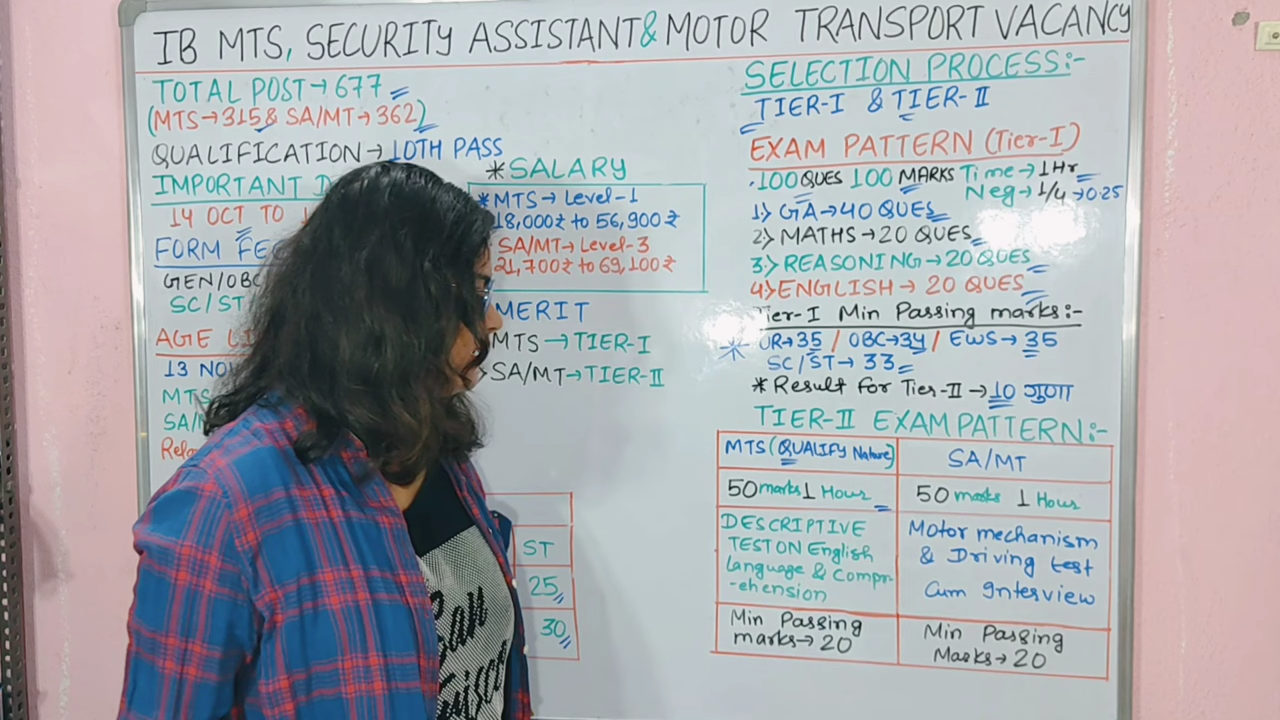 IB MTS, SECURITY ASSISTANT & MOTOR TRANSPORT VACANCY
TOTAL POST→677
(MTS→315 & SA/MT→362)
QUALIFICATION→10TH PASS
IMPORTANT D
14 OCT TO
FORM FEE
GEN/OBC
SC/ST/
AGE LI
13 NOV
MTS
SA/M
Rela
*SALARY
*MTS→Level-1
18,000₹ to 56,900₹
SA/MT→Level-3
21,700₹ to 69,100₹
MERIT
MTS→TIER-I
SA/MT→TIER-II
ST
25
30
SELECTION PROCESS:-
TIER-I & TIER-II
EXAM PATTERN (Tier-I)
.100 QUES 100 MARKS Time→1Hr
Neg→1/4→0.25
1) GA→40 QUES
2) MATHS→20 QUES
3) REASONING→20 QUES
4) ENGLISH→20 QUES
Tier-I Min Passing marks:-
* UR→35 / OBC→34 / EWS→35
SC/ST→33
*Result For Tier-II→10 गुणा
TIER-II EXAM PATTERN:-
MTS (QUALIFY Nature) SA/MT
50 marks 1 Hour 50 marks 1 Hour
DESCRIPTIVE
TEST ON English
language & Compr-
-ehension
Motor mechanism
& Driving test
Cum Interview
Min Passing
marks→20
Min Passing
Marks→20
San